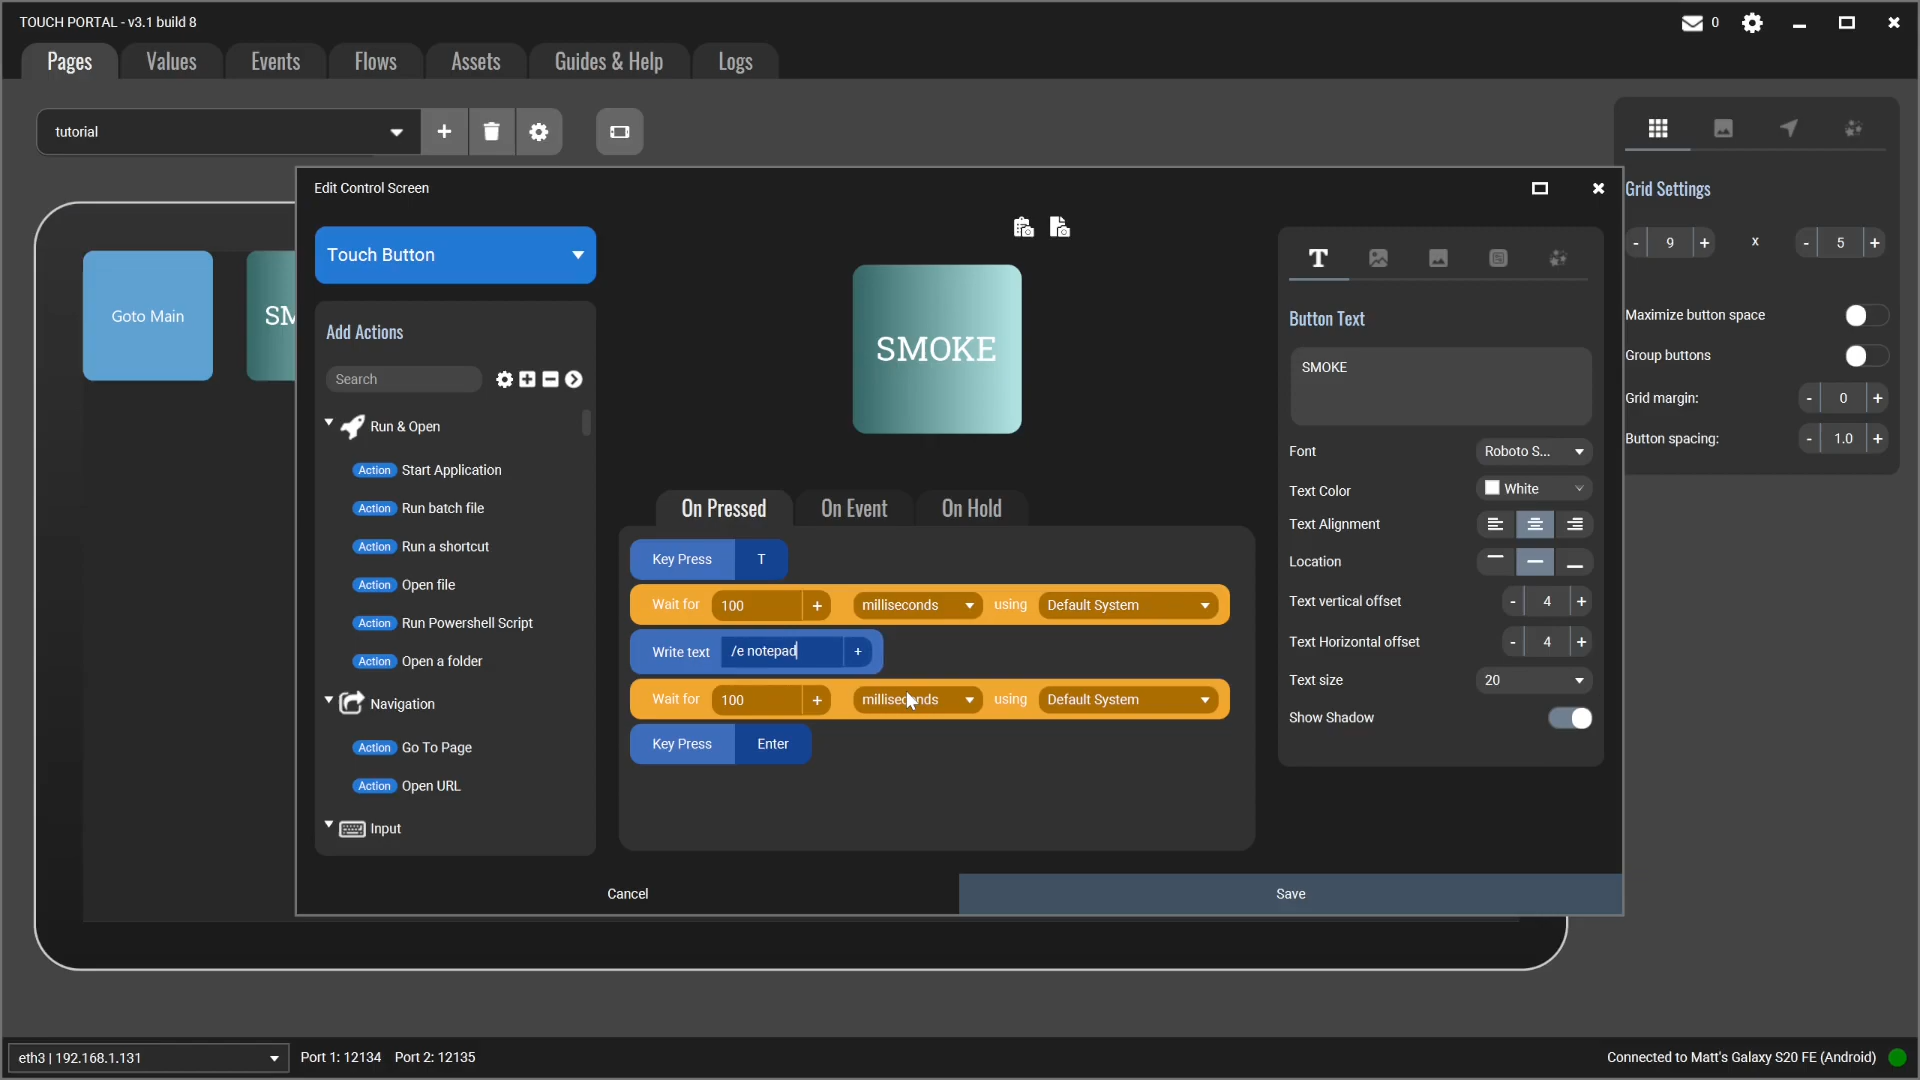 TOUCH PORTAL - v3.1 build 8
0
Pages
Values
Events
Flows
Assets
Guides & Help
Logs
tutorial
Edit Control Screen
Goto Main
SM
Touch Button
Add Actions
Search
Run & Open
Action Start Application
Action Run batch file
Action Run a shortcut
Action Open file
Action Run Powershell Script
Action Open a folder
Navigation
Action Go To Page
Action Open URL
Input
SMOKE
On Pressed
On Event
On Hold
Key Press T
Wait for 100 + milliseconds using Default System
Write text /e notepad +
Wait for 100 + milliseconds using Default System
Key Press Enter
Cancel
Save
Button Text
SMOKE
Font Roboto S...
Text Color White
Text Alignment
Location
Text vertical offset - 4 +
Text Horizontal offset - 4 +
Text size 20
Show Shadow
Grid Settings
- 9 + x - 5 +
Maximize button space
Group buttons
Grid margin: - 0 +
Button spacing: - 1.0 +
eth3 | 192.168.1.131
Port 1: 12134 Port 2: 12135
Connected to Matt's Galaxy S20 FE (Android)